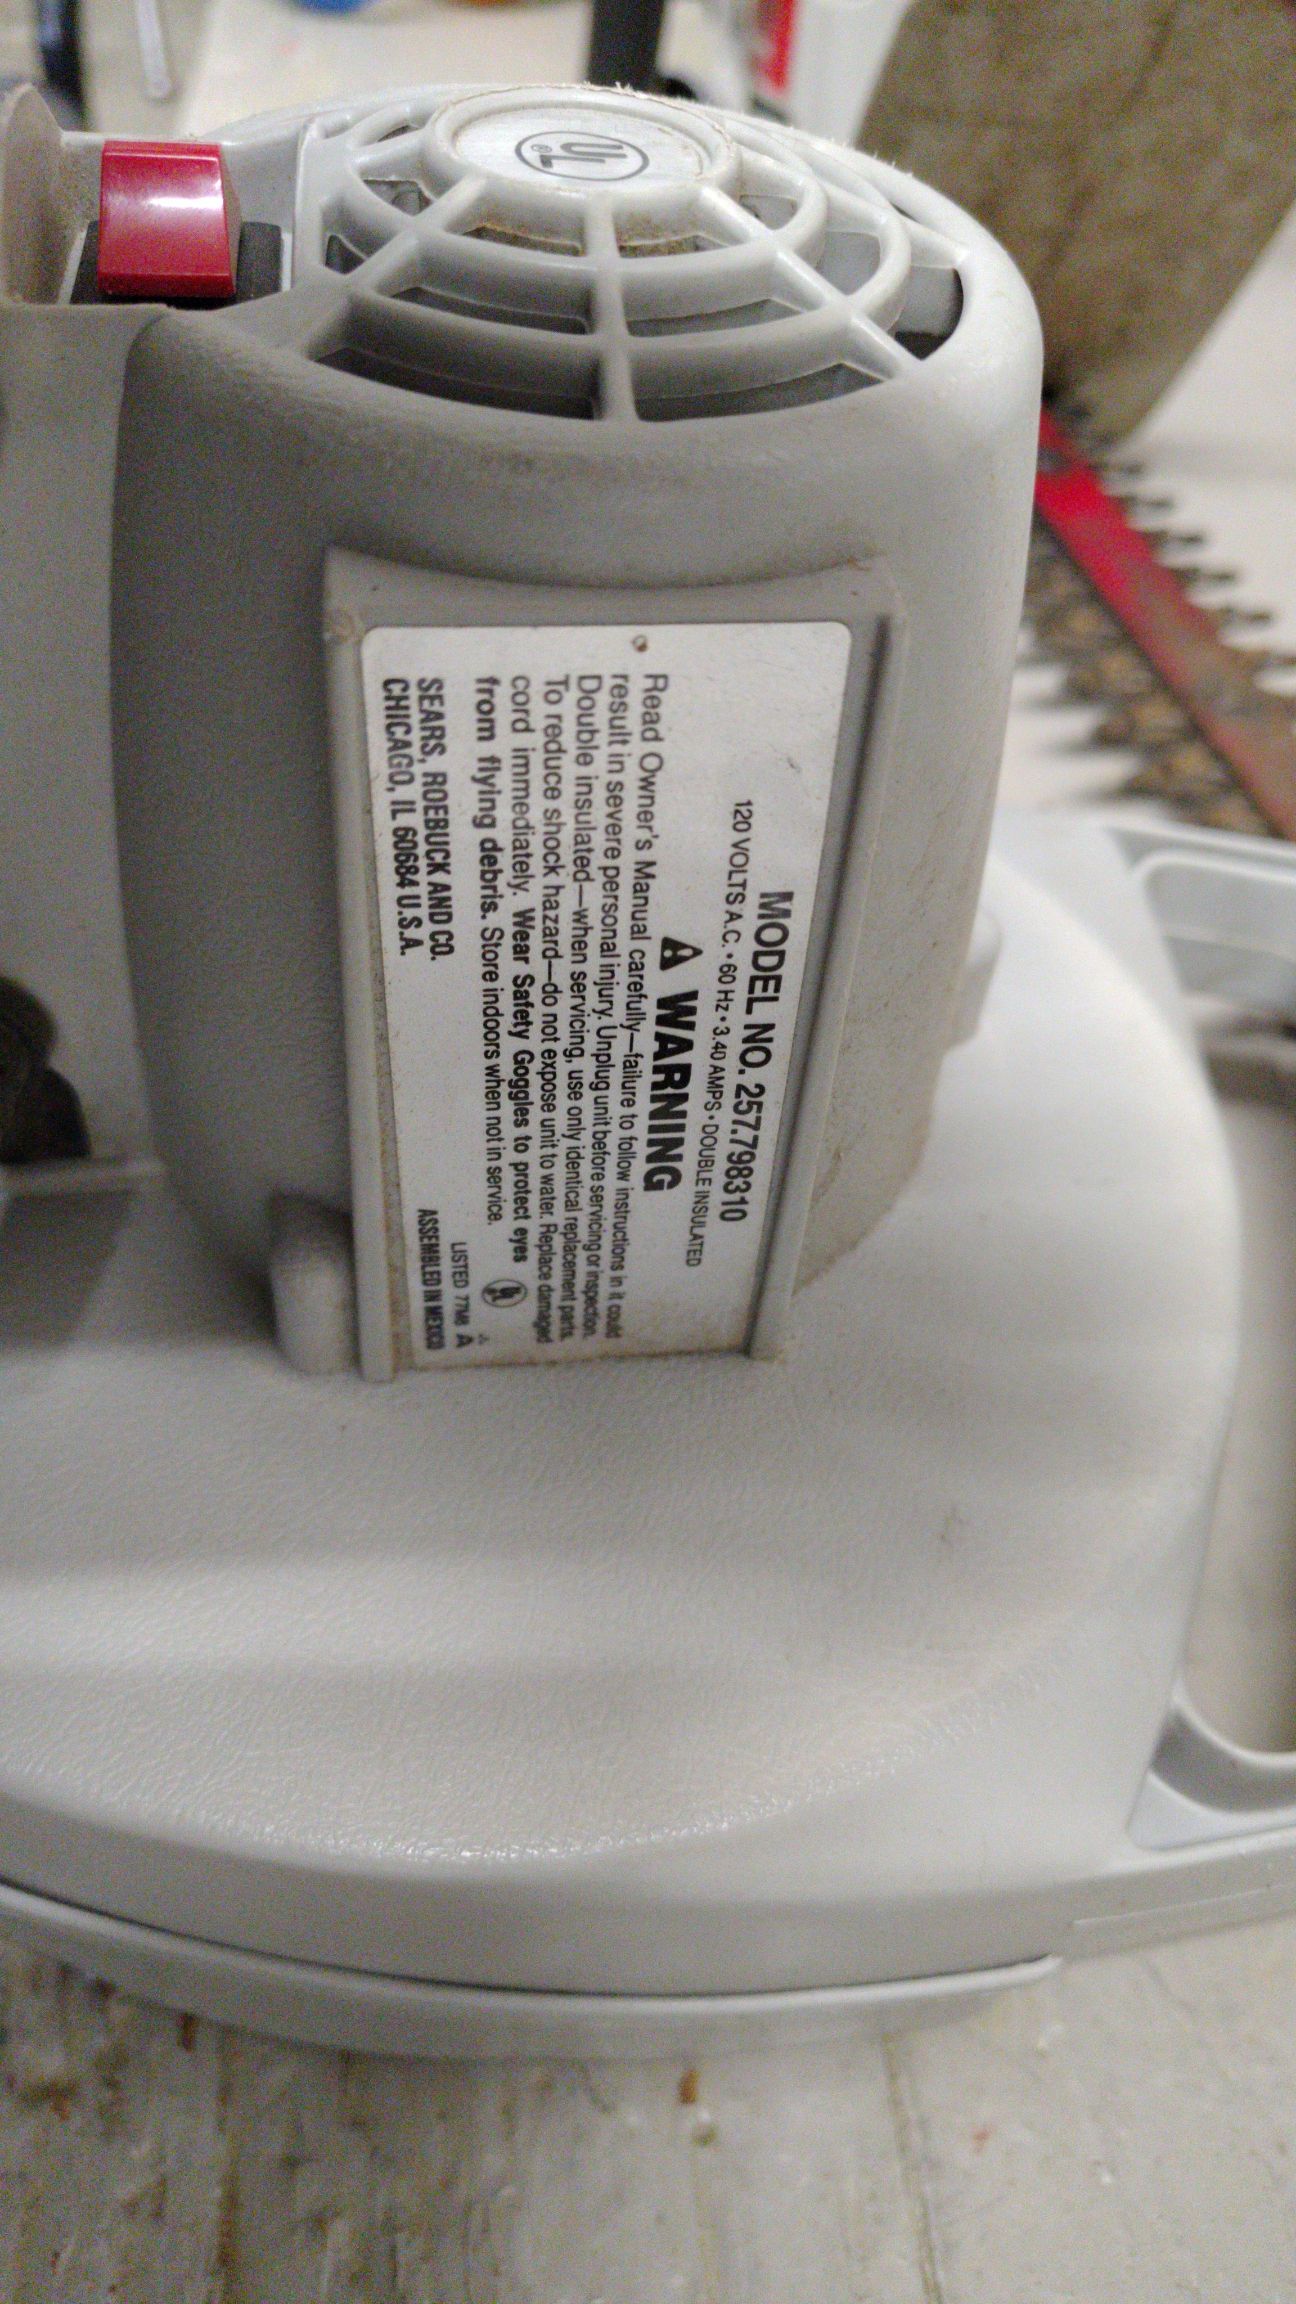 UL
MODEL NO. 257.798310
120 VOLTS A.C. • 60 Hz • 3.40 AMPS • DOUBLE INSULATED
WARNING
Read Owner's Manual carefully—failure to follow instructions in it could
result in severe personal injury. Unplug unit before servicing or inspection.
Double insulated—when servicing, use only identical replacement parts.
To reduce shock hazard—do not expose unit to water. Replace damaged
cord immediately. Wear Safety Goggles to protect eyes
from flying debris. Store indoors when not in service.
UL
LISTED 77M8 A
SEARS, ROEBUCK AND CO.
CHICAGO, IL 60684 U.S.A.
ASSEMBLED IN MEXICO